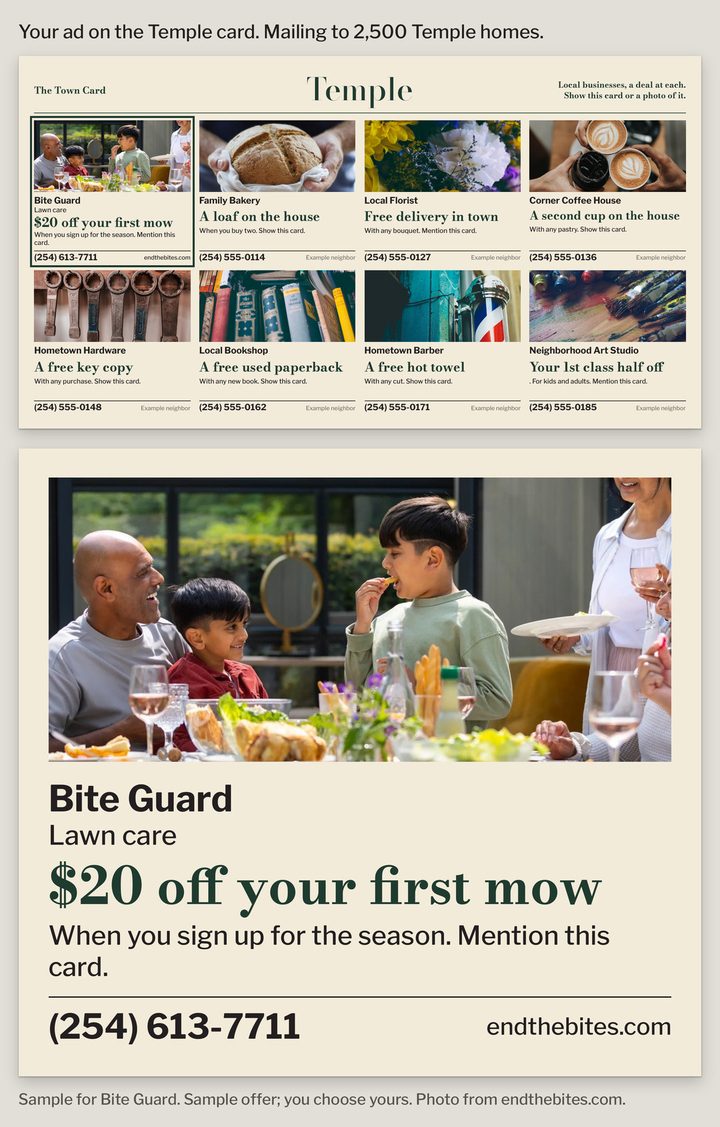 Your ad on the Temple card. Mailing to 2,500 Temple homes.
The Town Card
Temple
Local businesses, a deal at each.
Show this card or a photo of it.
Bite Guard
Lawn care
$20 off your first mow
When you sign up for the season. Mention this
card.
(254) 613-7711
endthebites.com
Family Bakery
A loaf on the house
When you buy two. Show this card.
(254) 555-0114
Example neighbor
Local Florist
Free delivery in town
With any bouquet. Mention this card.
(254) 555-0127
Example neighbor
Corner Coffee House
A second cup on the house
With any pastry. Show this card.
(254) 555-0136
Example neighbor
Hometown Hardware
A free key copy
With any purchase. Show this card.
(254) 555-0148
Example neighbor
Local Bookshop
A free used paperback
With any new book. Show this card.
(254) 555-0162
Example neighbor
Hometown Barber
A free hot towel
With any cut. Show this card.
(254) 555-0171
Example neighbor
Neighborhood Art Studio
Your 1st class half off
. For kids and adults. Mention this card.
(254) 555-0185
Example neighbor
Bite Guard
Lawn care
$20 off your first mow
When you sign up for the season. Mention this
card.
(254) 613-7711
endthebites.com
Sample for Bite Guard. Sample offer; you choose yours. Photo from endthebites.com.